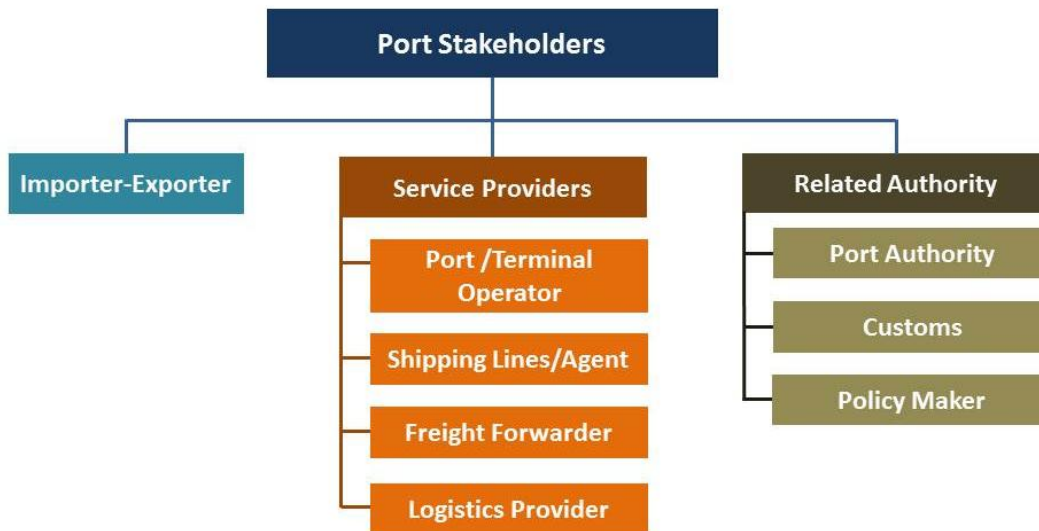 Port Stakeholders
Importer-Exporter
Service Providers
Port /Terminal
Operator
Shipping Lines/Agent
Freight Forwarder
Logistics Provider
Related Authority
Port Authority
Customs
Policy Maker